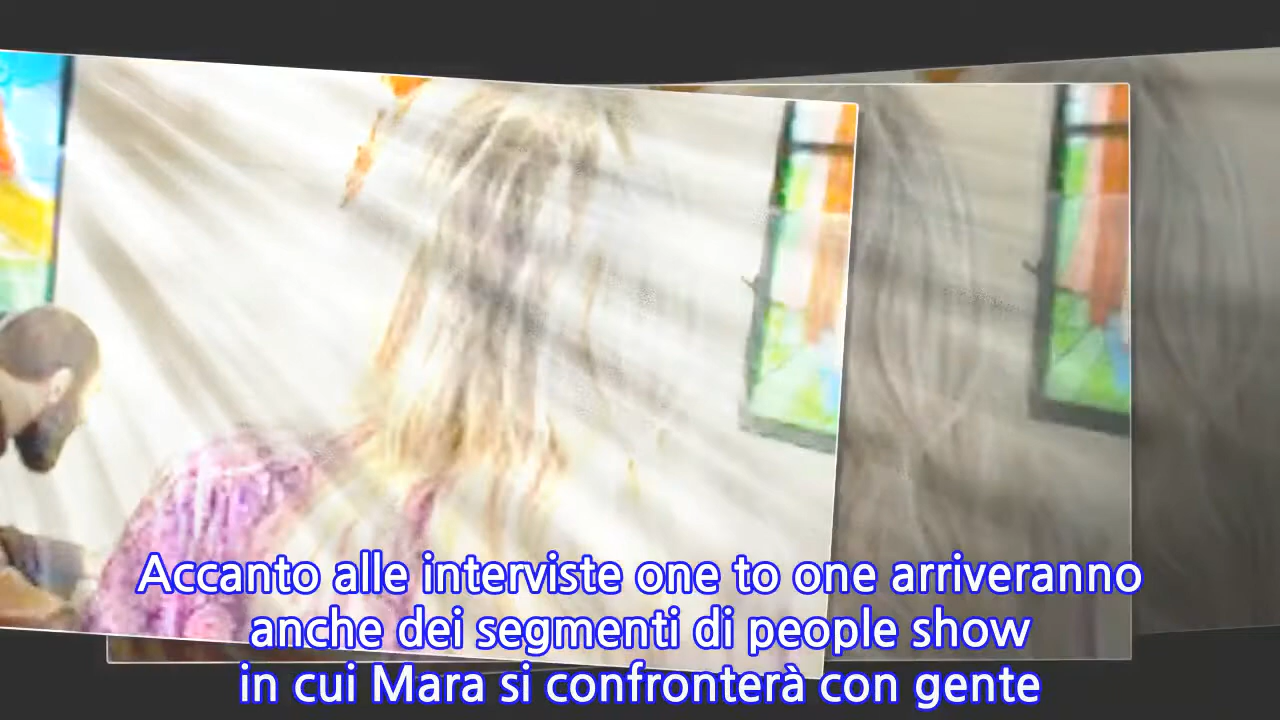 Accanto alle interviste one to one arriveranno
anche dei segmenti di people show
in cui Mara si confronterà con gente